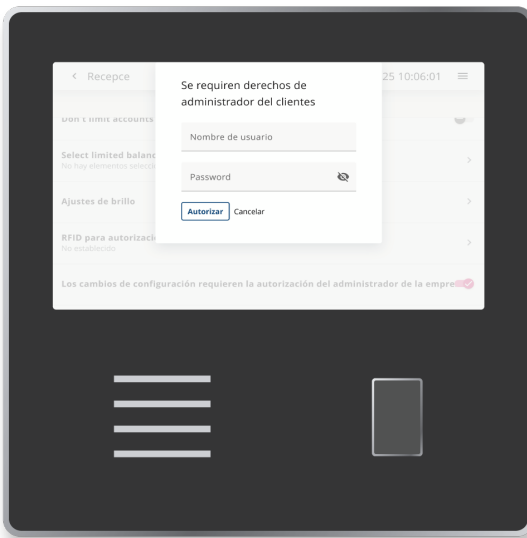 Recepce
25 10:06:01
Se requiren derechos de
administrador del clientes
Nombre de usuario
Password
Autorizar Cancelar
Don't limit accounts
Select limited balanc
No hay elementos selecci
Ajustes de brillo
RFID para autorizaci
No establecido
Los cambios de configuración requieren la autorización del administrador de la empre